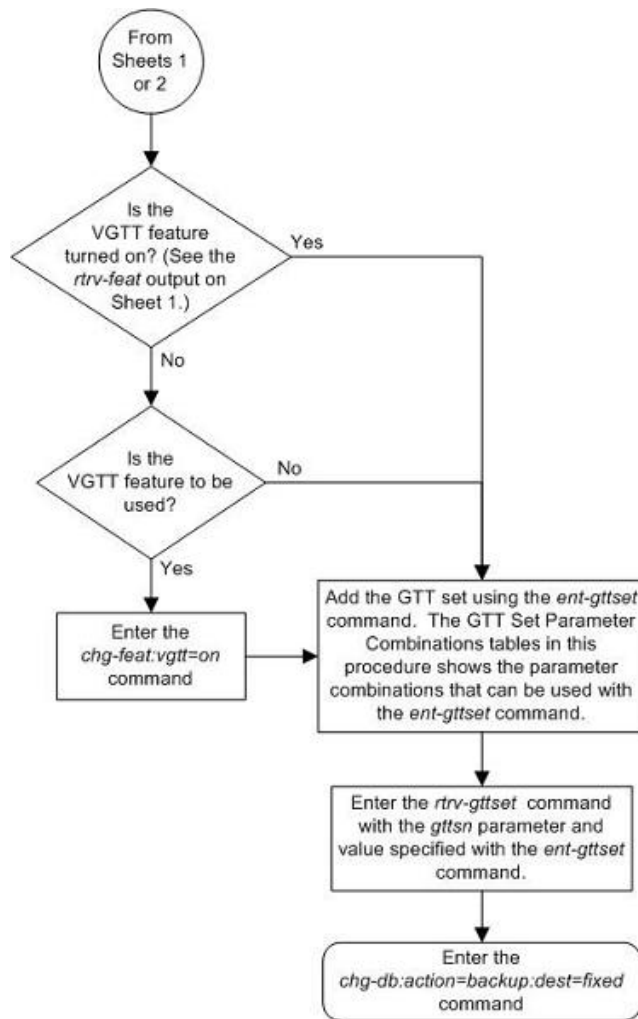 From
Sheets 1
or 2
Is the
VGTT feature
turned on? (See the
rtrv-feat output on
Sheet 1.)
Yes
No
Is the
VGTT feature to be
used?
No
Yes
Enter the
chg-feat:vgtt=on
command
Add the GTT set using the ent-gttset
command. The GTT Set Parameter
Combinations tables in this
procedure shows the parameter
combinations that can be used with
the ent-gttset command.
Enter the rtrv-gttset command
with the gttsn parameter and
value specified with the ent-gttset
command.
Enter the
chg-db:action=backup:dest=fixed
command